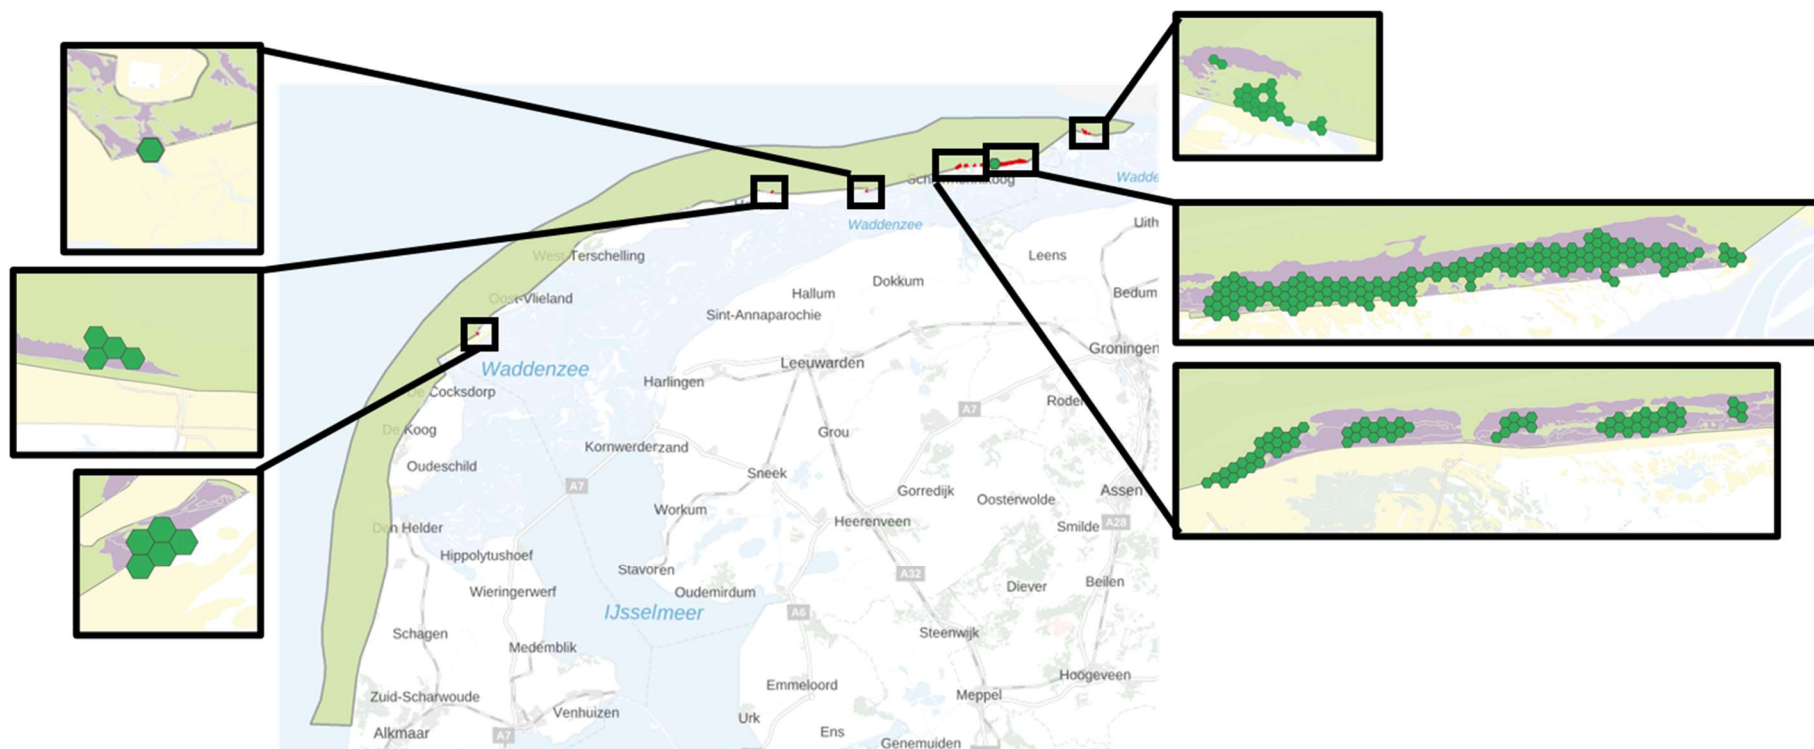 Wadde
Waddenzee
Uith
Leens
West-Terschelling
Dokkum
Hallum
Bedum
Oost-Vlieland
Sint-Annaparochie
Groningen
Leeuwarden
Waddenzee
Harlingen
De Cocksdorp
A7
Roden
De Koog
Grou
Kornwerderzand
Oudeschild
Sneek
A7
Gorredijk
Oosterwolde
Assen
Workum
Den Helder
Heerenveen
Smilde
A28
Hippolytushoef
Stavoren
A32
Wieringerwerf
Oudemirdum
Diever
Beilen
IJsselmeer
A6
Schagen
Steenwijk
Medemblik
Hoogeveen
Emmeloord
Zuid-Scharwoude
Meppel
Venhuizen
Urk
Alkmaar
A7
Ens
Genemuiden